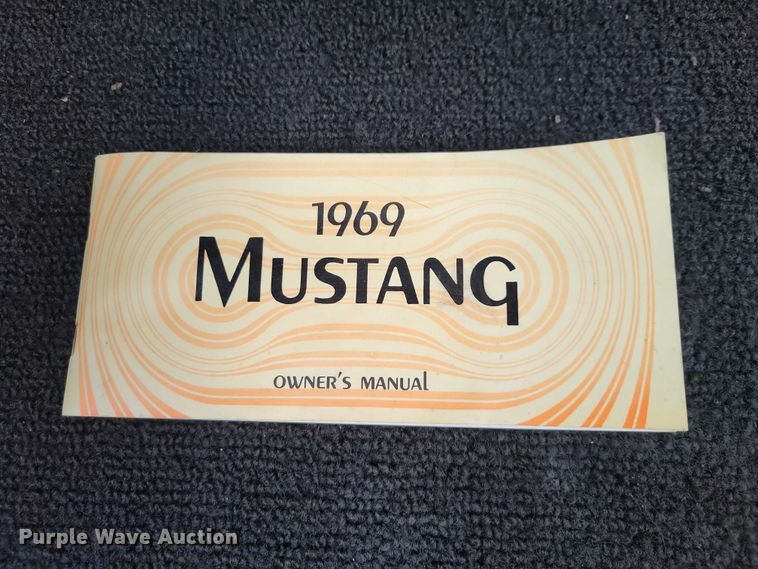 1969
MUSTANG
OWNER'S MANUAL
Purple Wave Auction